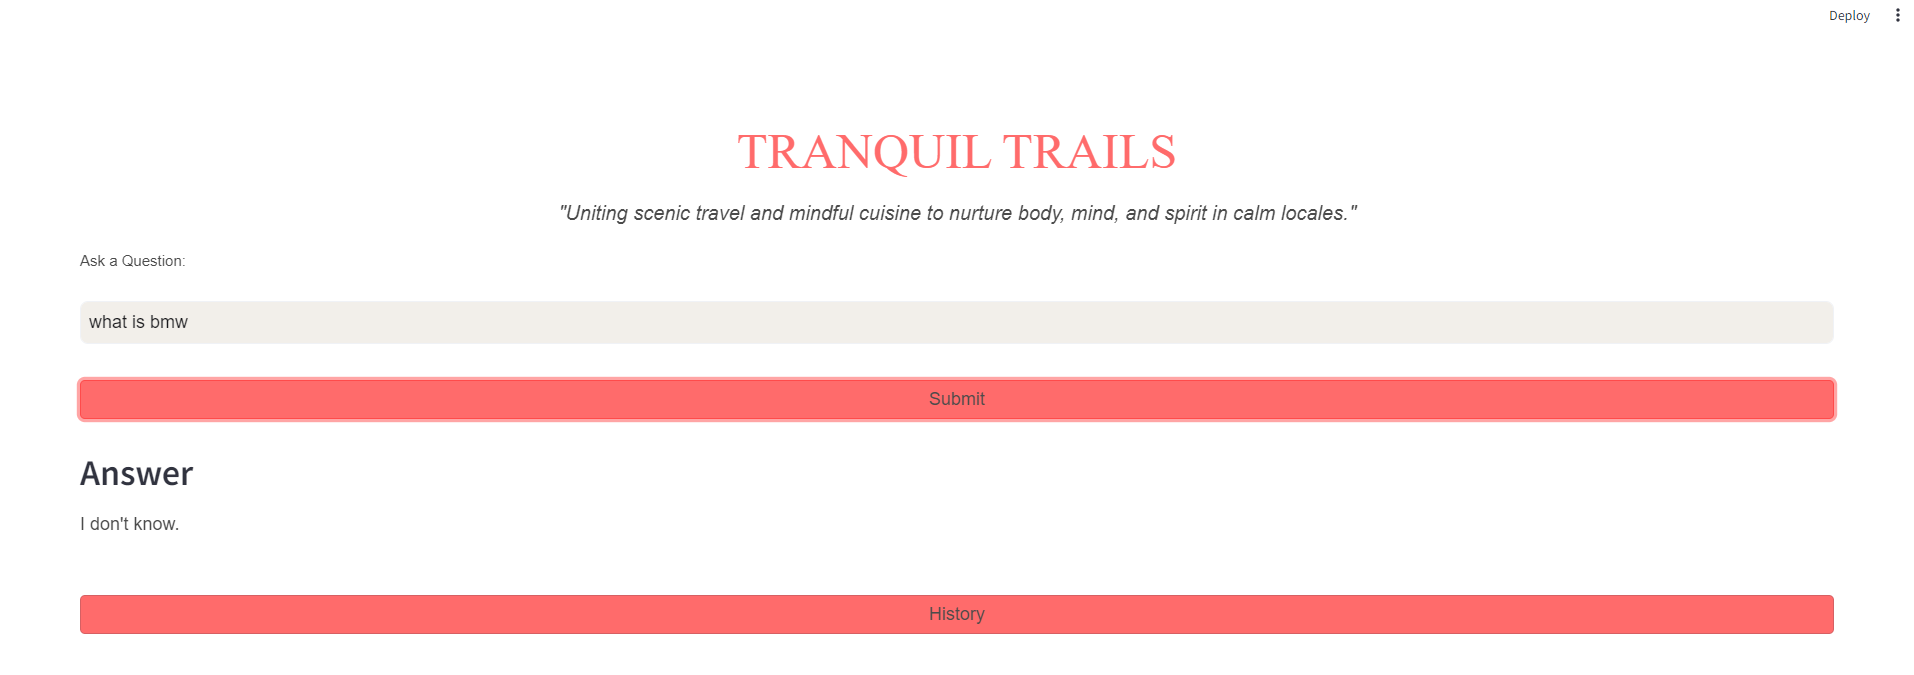 Deploy
TRANQUIL TRAILS
"Uniting scenic travel and mindful cuisine to nurture body, mind, and spirit in calm locales."
Ask a Question:
what is bmw
Submit
Answer
I don't know.
History